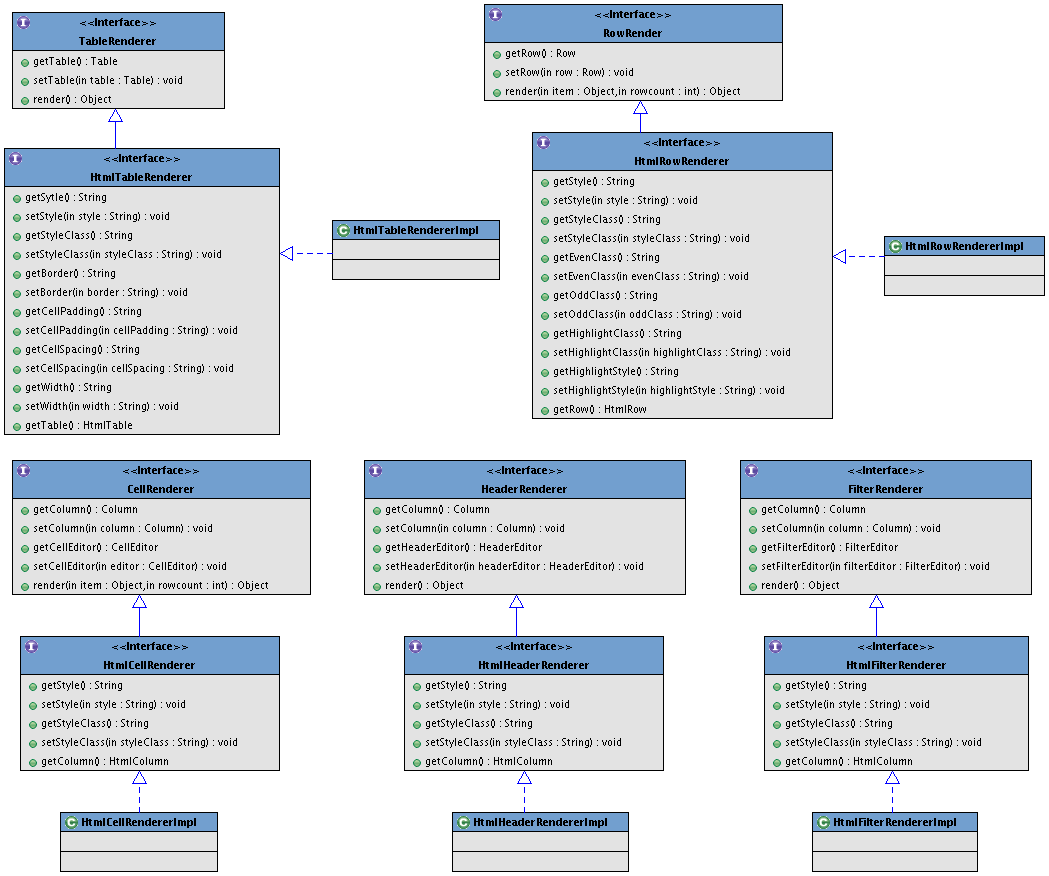 <<Interface>>
TableRenderer
getTable() : Table
setTable(in table : Table) : void
render() : Object
<<Interface>>
RowRender
getRow() : Row
setRow(in row : Row) : void
render(in item : Object,in rowcount : int) : Object
<<Interface>>
HtmlTableRenderer
getSytle() : String
setStyle(in style : String) : void
getStyleClass() : String
setStyleClass(in styleClass : String) : void
getBorder() : String
setBorder(in border : String) : void
getCellPadding() : String
setCellPadding(in cellPadding : String) : void
getCellSpacing() : String
setCellSpacing(in cellSpacing : String) : void
getWidth() : String
setWidth(in width : String) : void
getTable() : HtmlTable
HtmlTableRendererImpl
<<Interface>>
HtmlRowRenderer
getStyle() : String
setStyle(in style : String) : void
getStyleClass() : String
setStyleClass(in styleClass : String) : void
getEvenClass() : String
setEvenClass(in evenClass : String) : void
getOddClass() : String
setOddClass(in oddClass : String) : void
getHighlightClass() : String
setHighlightClass(in highlightClass : String) : void
getHighlightStyle() : String
setHighlightStyle(in highlightStyle : String) : void
getRow() : HtmlRow
HtmlRowRendererImpl
<<Interface>>
CellRenderer
getColumn() : Column
setColumn(in column : Column) : void
getCellEditor() : CellEditor
setCellEditor(in editor : CellEditor) : void
render(in item : Object,in rowcount : int) : Object
<<Interface>>
HeaderRenderer
getColumn() : Column
setColumn(in column : Column) : void
getHeaderEditor() : HeaderEditor
setHeaderEditor(in headerEditor : HeaderEditor) : void
render() : Object
<<Interface>>
FilterRenderer
getColumn() : Column
setColumn(in column : Column) : void
getFilterEditor() : FilterEditor
setFilterEditor(in filterEditor : FilterEditor) : void
render() : Object
<<Interface>>
HtmlCellRenderer
getStyle() : String
setStyle(in style : String) : void
getStyleClass() : String
setStyleClass(in styleClass : String) : void
getColumn() : HtmlColumn
<<Interface>>
HtmlHeaderRenderer
getStyle() : String
setStyle(in style : String) : void
getStyleClass() : String
setStyleClass(in styleClass : String) : void
getColumn() : HtmlColumn
<<Interface>>
HtmlFilterRenderer
getStyle() : String
setStyle(in style : String) : void
getStyleClass() : String
setStyleClass(in styleClass : String) : void
getColumn() : HtmlColumn
HtmlCellRendererImpl
HtmlHeaderRendererImpl
HtmlFilterRendererImpl